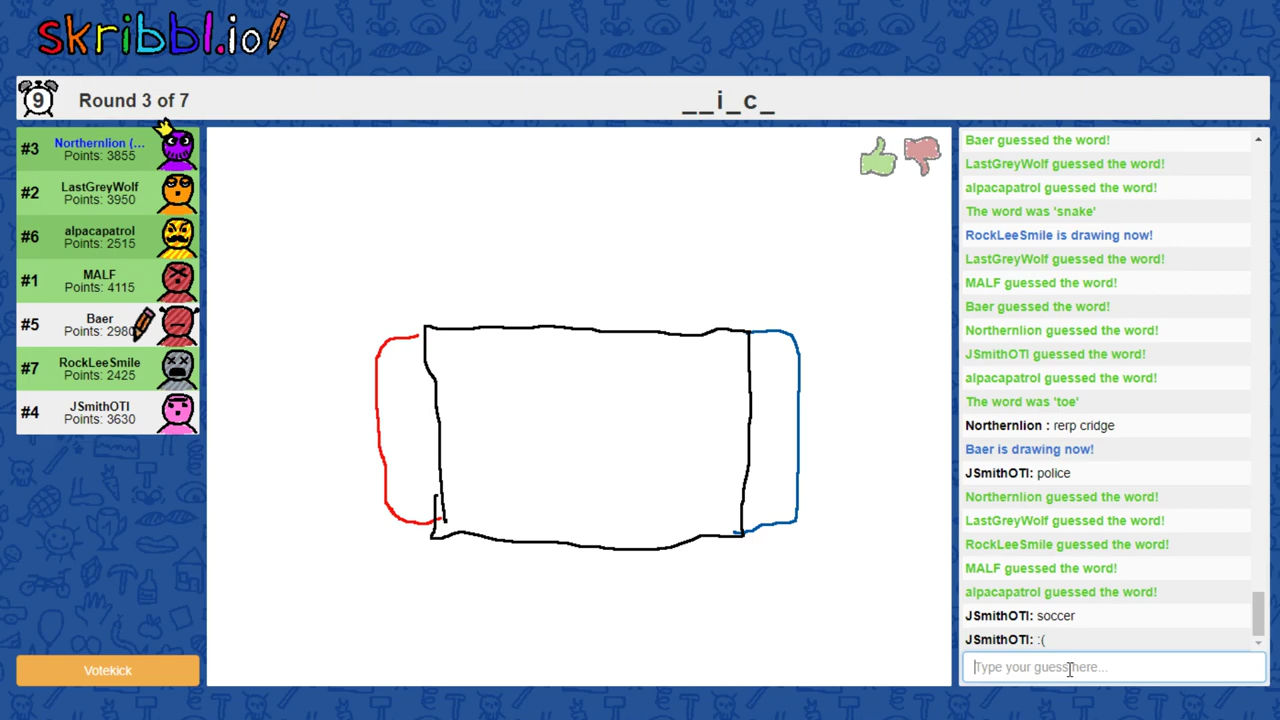 skribbl.io
9
Round 3 of 7
__i_c_
#3
Northernlion (...
Points: 3855
#2
LastGreyWolf
Points: 3950
#6
alpacapatrol
Points: 2515
#1
MALF
Points: 4115
#5
Baer
Points: 2980
#7
RockLeeSmile
Points: 2425
#4
JSmithOTI
Points: 3630
Votekick
Baer guessed the word!
LastGreyWolf guessed the word!
alpacapatrol guessed the word!
The word was 'snake'
RockLeeSmile is drawing now!
LastGreyWolf guessed the word!
MALF guessed the word!
Baer guessed the word!
Northernlion guessed the word!
JSmithOTI guessed the word!
alpacapatrol guessed the word!
The word was 'toe'
Northernlion : rerp cridge
Baer is drawing now!
JSmithOTI: police
Northernlion guessed the word!
LastGreyWolf guessed the word!
RockLeeSmile guessed the word!
MALF guessed the word!
alpacapatrol guessed the word!
JSmithOTI: soccer
JSmithOTI: :(
Type your guess here...